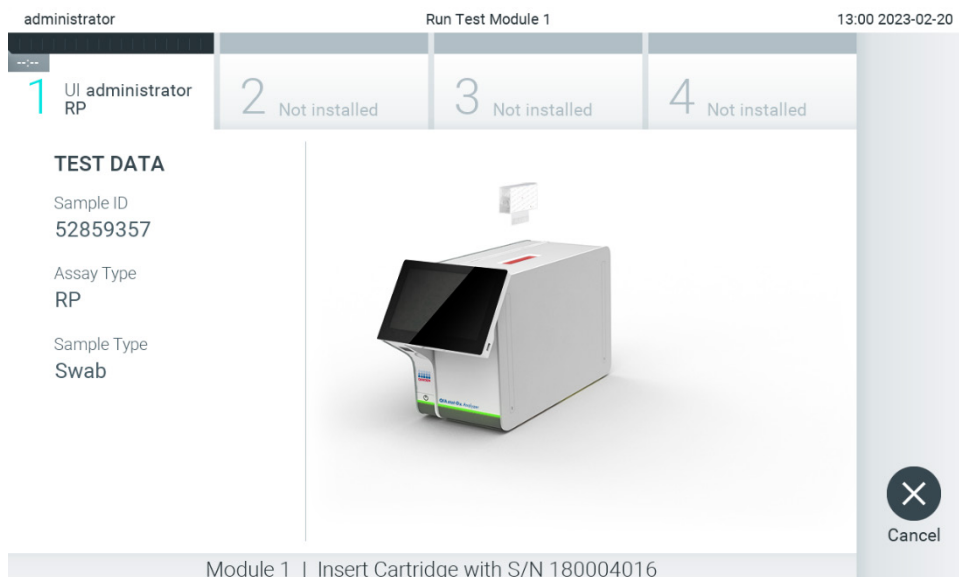 administrator Run Test Module 1 13:00 2023-02-20
--:--
1 UI administrator
RP
2 Not installed
3 Not installed
4 Not installed
TEST DATA
Sample ID
52859357
Assay Type
RP
Sample Type
Swab
Cancel
Module 1 | Insert Cartridge with S/N 180004016